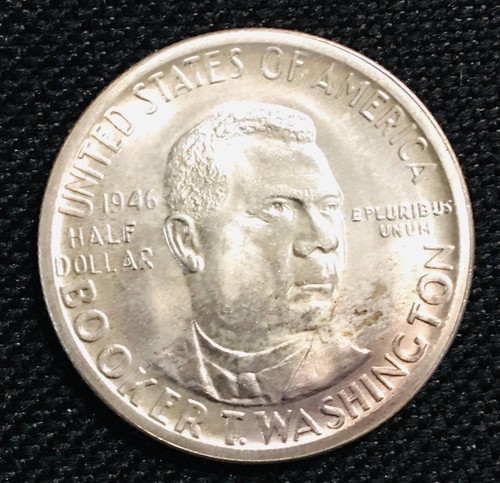 UNITED STATES OF AMERICA
1946
HALF
DOLLAR
E PLURIBUS
UNUM
BOOKER T. WASHINGTON